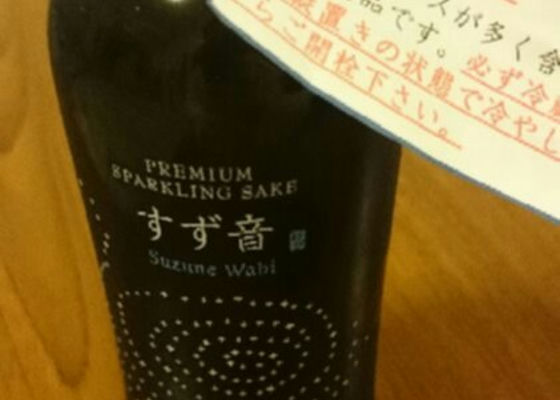 スが多く含
品です。必ず冷蔵
縦置きの状態で冷やし
らご開栓下さい。
PREMIUM
SPARKLING SAKE
すず音
Suzune Wabi